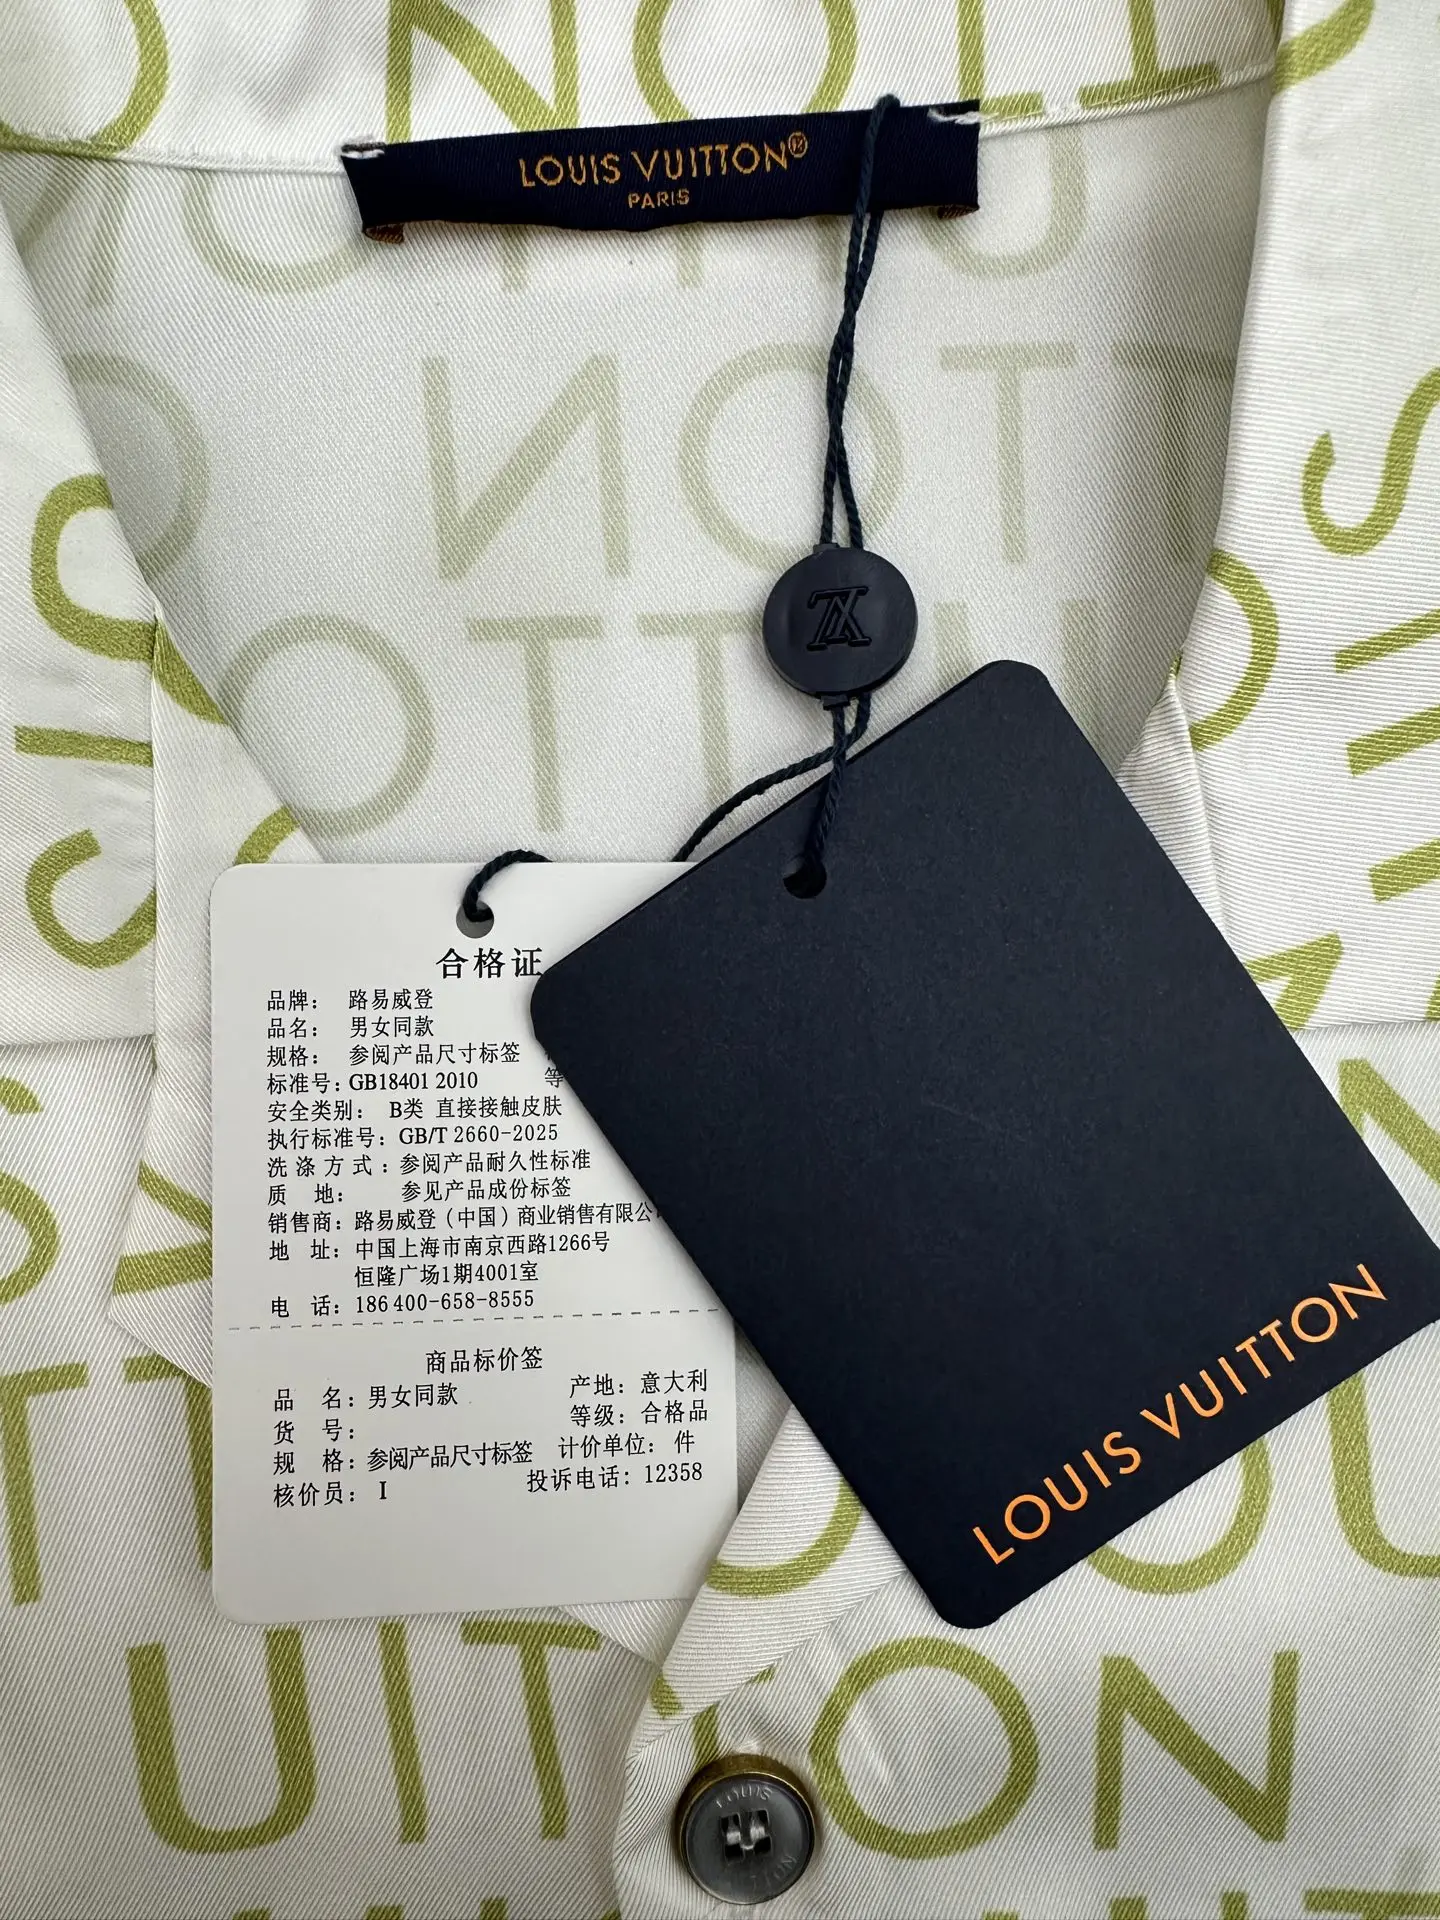 LOUIS VUITTON
PARIS
合格证
品牌： 路易威登
品名： 男女同款
规格： 参阅产品尺寸标签
标准号：GB18401 2010 等
安全类别： B类 直接接触皮肤
执行标准号：GB/T 2660-2025
洗涤方式：参阅产品耐久性标准
质 地： 参见产品成份标签
销售商：路易威登（中国）商业销售有限公
地 址：中国上海市南京西路1266号
恒隆广场1期4001室
电 话：186 400-658-8555
商品标价签
品 名：男女同款 产地：意大利
货 号： 等级：合格品
规 格：参阅产品尺寸标签 计价单位： 件
核价员： I 投诉电话：12358
LOUIS VUITTON
UITTON
LOUIS